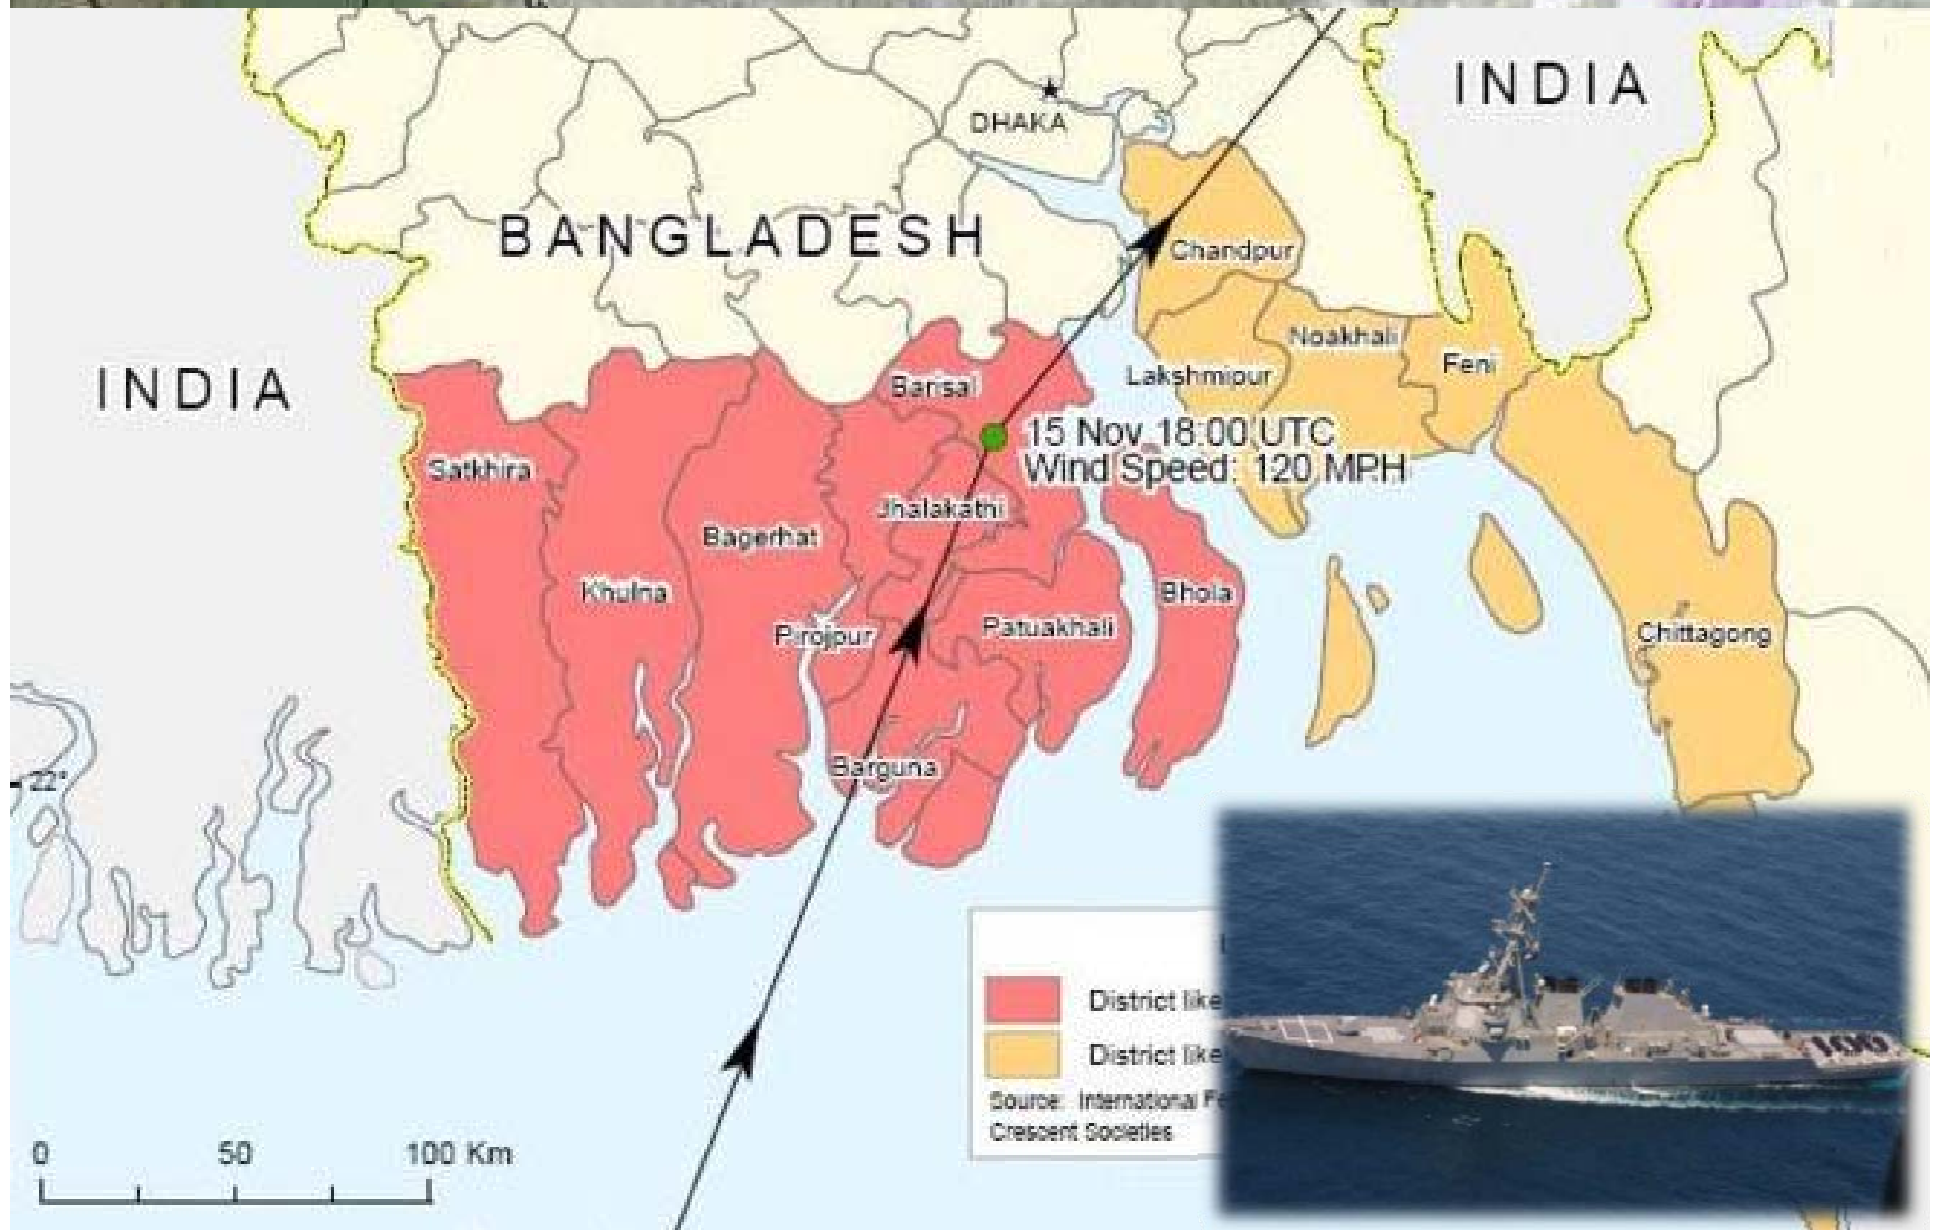 INDIA
DHAKA
BANGLADESH
Chandpur
Noakhali
INDIA
Lakshmipur
Feni
Barisal
15 Nov 18:00 UTC
Wind Speed: 120 MPH
Satkhira
Jhalakathi
Bagerhat
Khulna
Bhola
Pirojpur
Patuakhali
Chittagong
Barguna
22°
District like
District like
Source: International Fe
Crescent Societies
0 50 100 Km